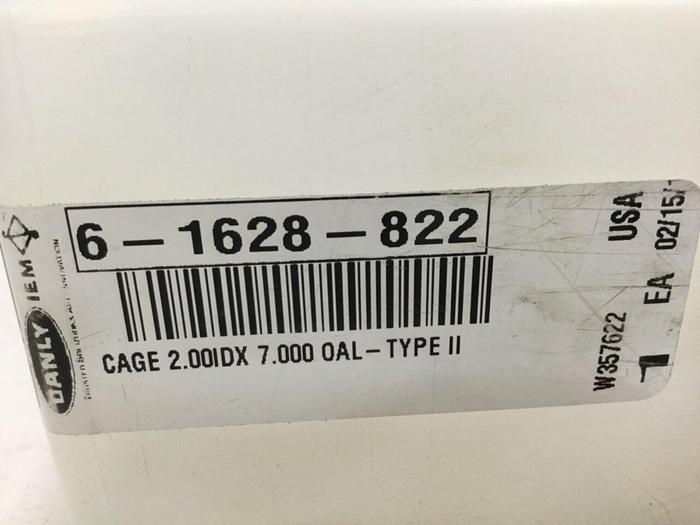 6-1628-822
CAGE 2.00IDX 7.000 OAL-TYPE II
DANLY IEM
W357622 USA
1 EA 02/15/